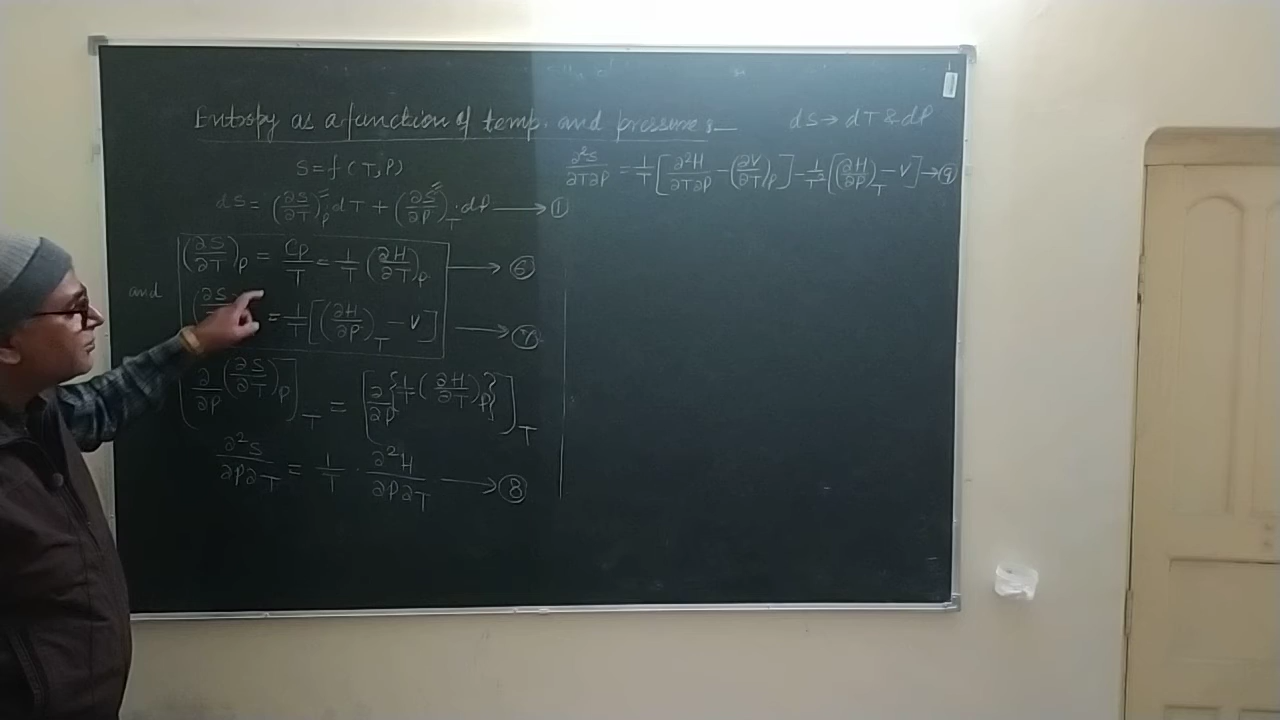 Entropy as a function of temp. and pressure :—
dS → dT & dP
S = f (T, P)
dS = (∂S/∂T)_P . dT + (∂S/∂P)_T . dP → ①
(∂S/∂T)_P = CP/T = 1/T (∂H/∂T)_P → ⑥
and (∂S = 1/T [(∂H/∂P)_T − V] → ⑦
[∂/∂P (∂S/∂T)_P]_T = [∂/∂P {1/T (∂H/∂T)_P}]_T
∂²S/∂P∂T = 1/T . ∂²H/∂P∂T → ⑧
∂²S/∂T∂P = 1/T [∂²H/∂T∂P − (∂V/∂T)_P] − 1/T² [(∂H/∂P)_T − V] → ⑨